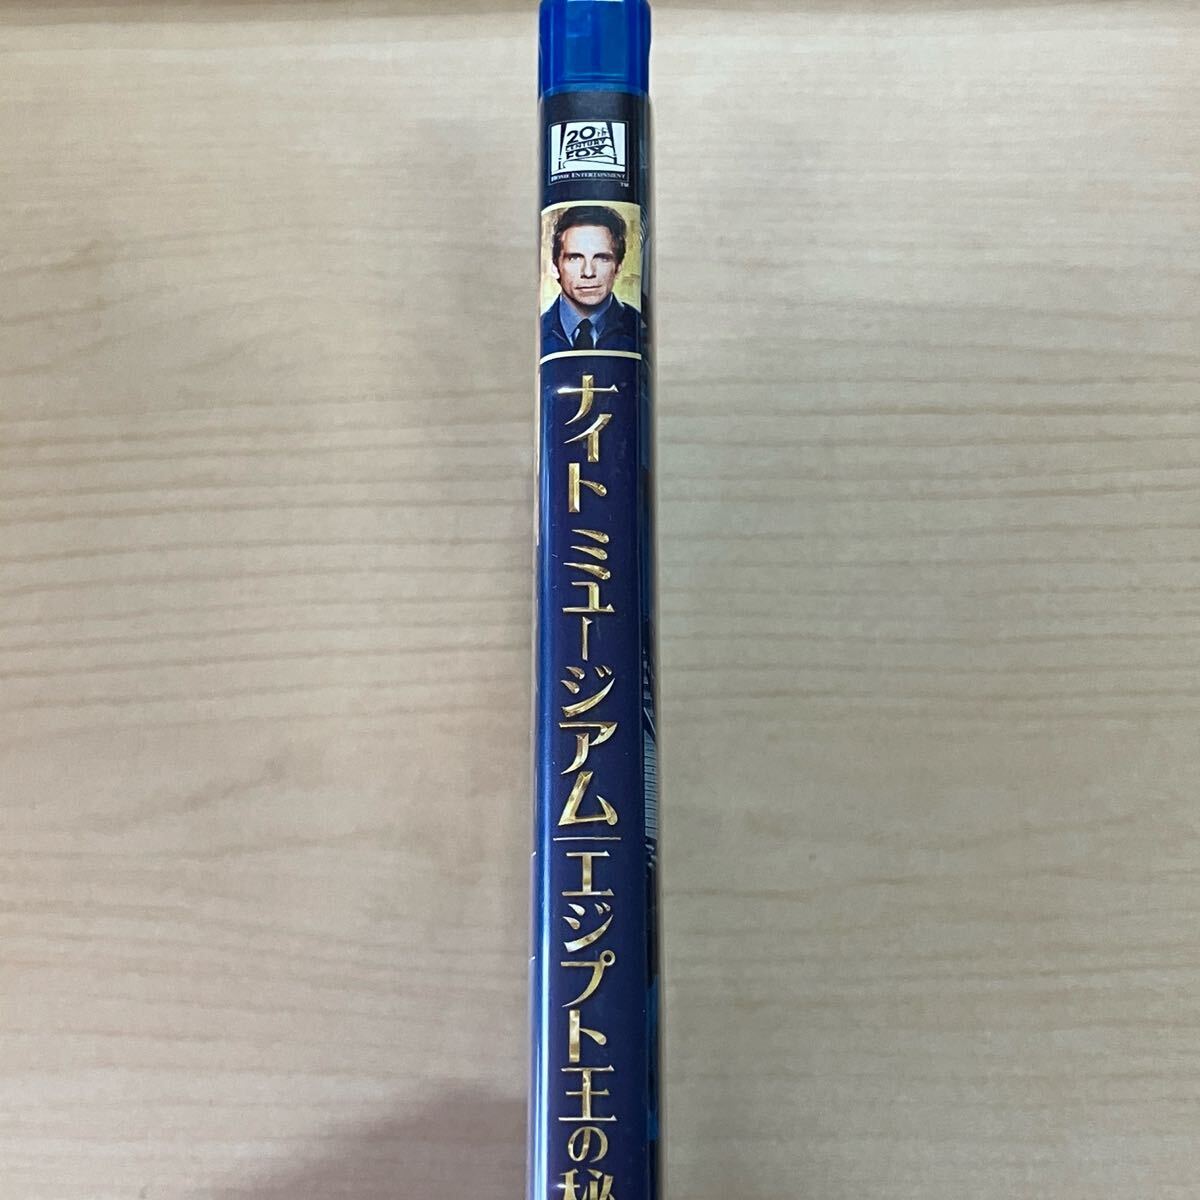 20th
CENTURY
FOX
HOME ENTERTAINMENT
TM
ナイト ミュージアム
エジプト王の秘